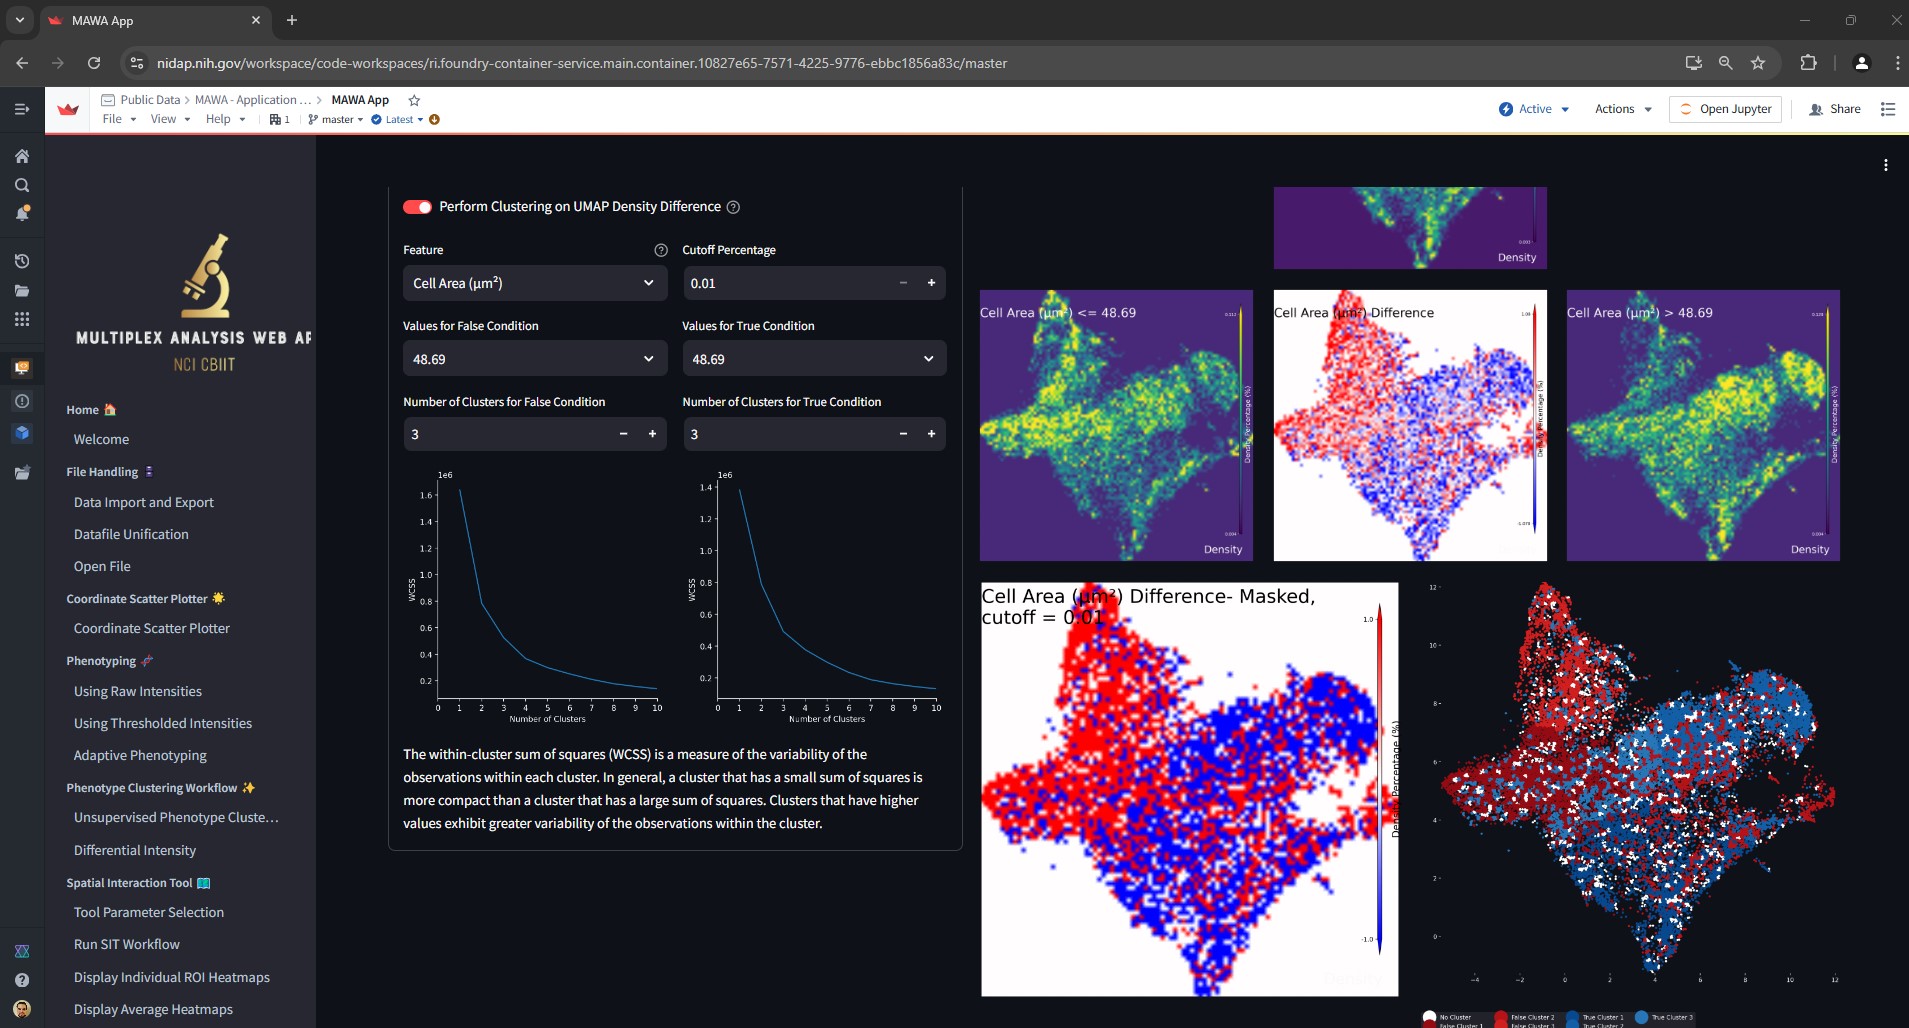 MAWA App
nidap.nih.gov/workspace/code-workspaces/ri.foundry-container-service.main.container.10827e65-7571-4225-9776-ebbc1856a83c/master
Public Data > MAWA - Application ... > MAWA App
File View Help 1 master Latest
Active Actions Open Jupyter Share
MULTIPLEX ANALYSIS WEB AP
NCI CBIIT
Home
Welcome
File Handling
Data Import and Export
Datafile Unification
Open File
Coordinate Scatter Plotter
Coordinate Scatter Plotter
Phenotyping
Using Raw Intensities
Using Thresholded Intensities
Adaptive Phenotyping
Phenotype Clustering Workflow
Unsupervised Phenotype Cluste...
Differential Intensity
Spatial Interaction Tool
Tool Parameter Selection
Run SIT Workflow
Display Individual ROI Heatmaps
Display Average Heatmaps
Perform Clustering on UMAP Density Difference
Feature Cutoff Percentage
Cell Area (µm²) 0.01
Values for False Condition Values for True Condition
48.69 48.69
Number of Clusters for False Condition Number of Clusters for True Condition
3 3
1e6
1.6
1.4
1.2
1.0
0.8
0.6
0.4
0.2
WCSS
0 1 2 3 4 5 6 7 8 9 10
Number of Clusters
1e6
1.4
1.2
1.0
0.8
0.6
0.4
0.2
WCSS
0 1 2 3 4 5 6 7 8 9 10
Number of Clusters
The within-cluster sum of squares (WCSS) is a measure of the variability of the
observations within each cluster. In general, a cluster that has a small sum of squares is
more compact than a cluster that has a large sum of squares. Clusters that have higher
values exhibit greater variability of the observations within the cluster.
Density
Cell Area (µm²) <= 48.69
Density Percentage (%)
Density
Cell Area (µm²) Difference
Density Percentage (%)
Cell Area (µm²) > 48.69
Density Percentage (%)
Density
Cell Area (µm²) Difference- Masked,
cutoff = 0.01
1.0
-1.0
Density Percentage (%)
12
10
8
6
4
2
0
−4 −2 0 2 4 6 8 10 12
No Cluster False Cluster 2 True Cluster 1 True Cluster 3
False Cluster 1 False Cluster 3 True Cluster 2